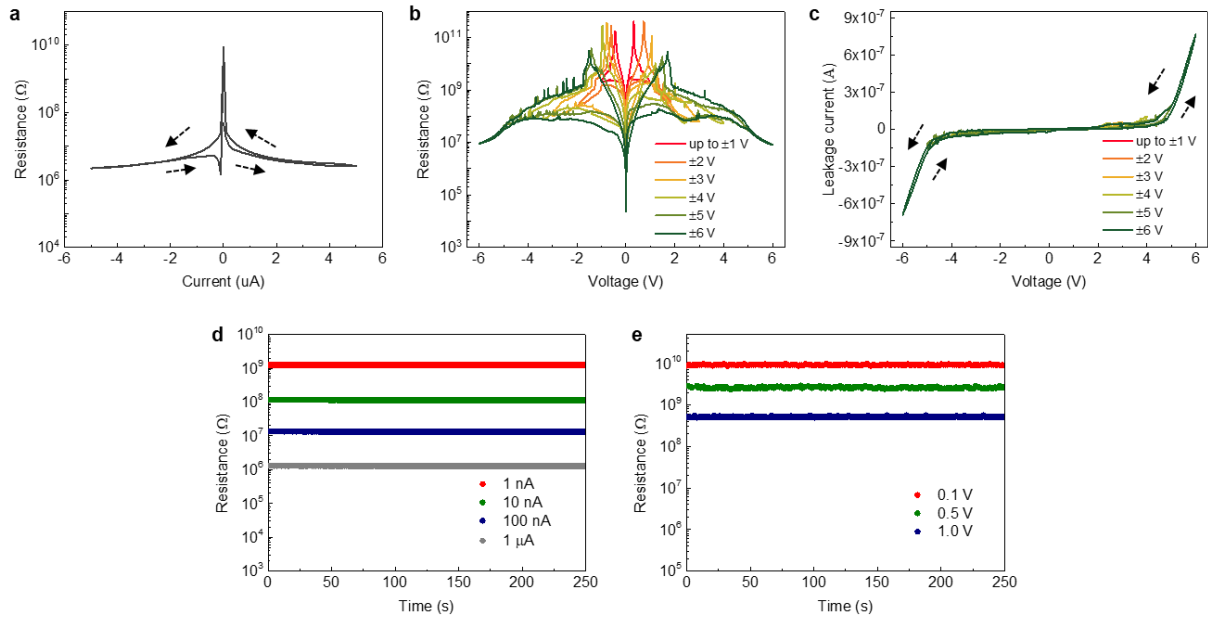 a
Resistance (Ω)
10^10
10^8
10^6
10^4
-6 -4 -2 0 2 4 6
Current (uA)
b
Resistance (Ω)
10^11
10^9
10^7
10^5
10^3
-6 -4 -2 0 2 4 6
Voltage (V)
up to ±1 V
±2 V
±3 V
±4 V
±5 V
±6 V
c
Leakage current (A)
9x10^-7
6x10^-7
3x10^-7
0
-3x10^-7
-6x10^-7
-9x10^-7
-6 -4 -2 0 2 4 6
Voltage (V)
up to ±1 V
±2 V
±3 V
±4 V
±5 V
±6 V
d
Resistance (Ω)
10^10
10^9
10^8
10^7
10^6
10^5
10^4
10^3
0 50 100 150 200 250
Time (s)
1 nA
10 nA
100 nA
1 μA
e
Resistance (Ω)
10^10
10^9
10^8
10^7
10^6
10^5
0 50 100 150 200 250
Time (s)
0.1 V
0.5 V
1.0 V